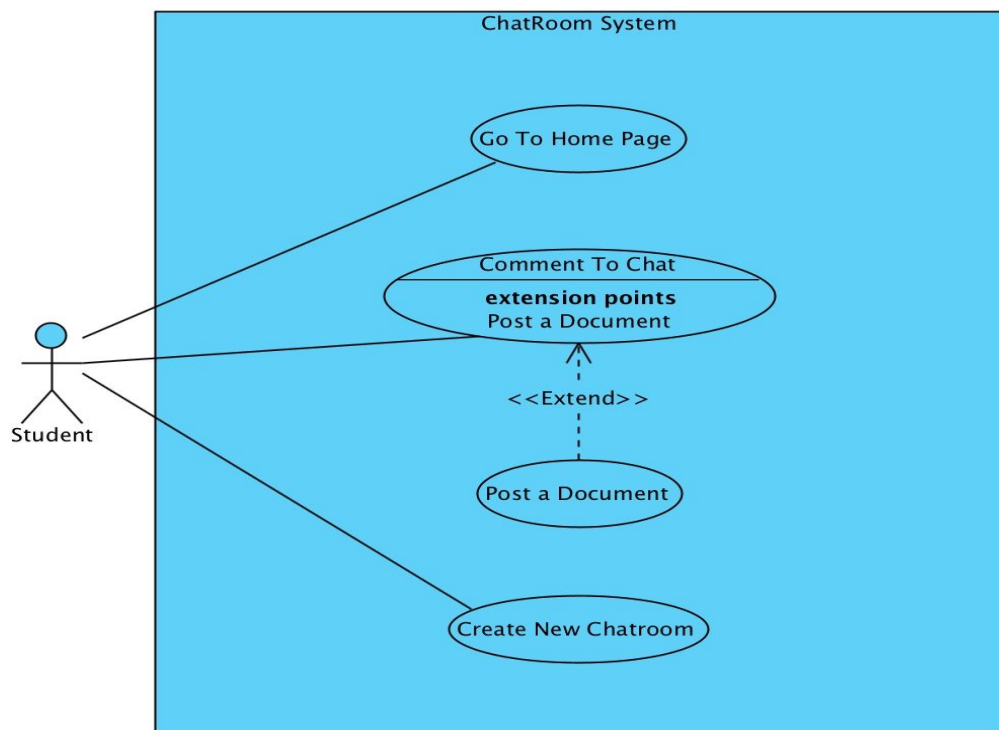 ChatRoom System
Go To Home Page
Comment To Chat
extension points
Post a Document
<<Extend>>
Student
Post a Document
Create New Chatroom